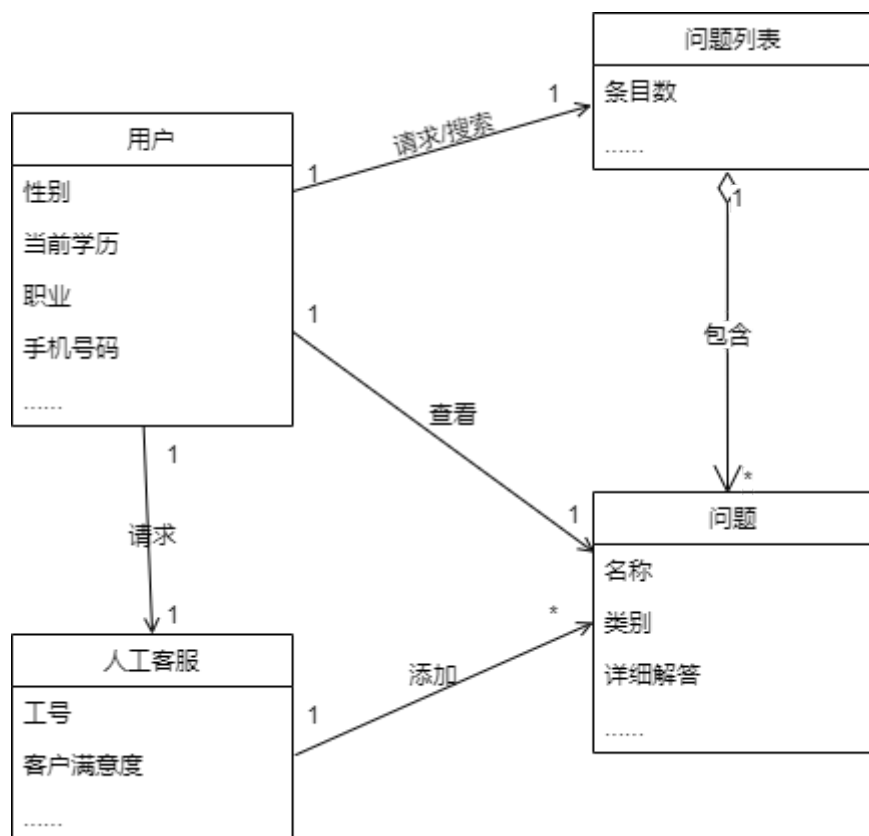 问题列表
条目数
......
用户
性别
当前学历
职业
手机号码
......
1
请求/搜索
1
1
包含
*
1
查看
1
1
请求
1
问题
名称
类别
详细解答
......
人工客服
工号
客户满意度
......
1
添加
*